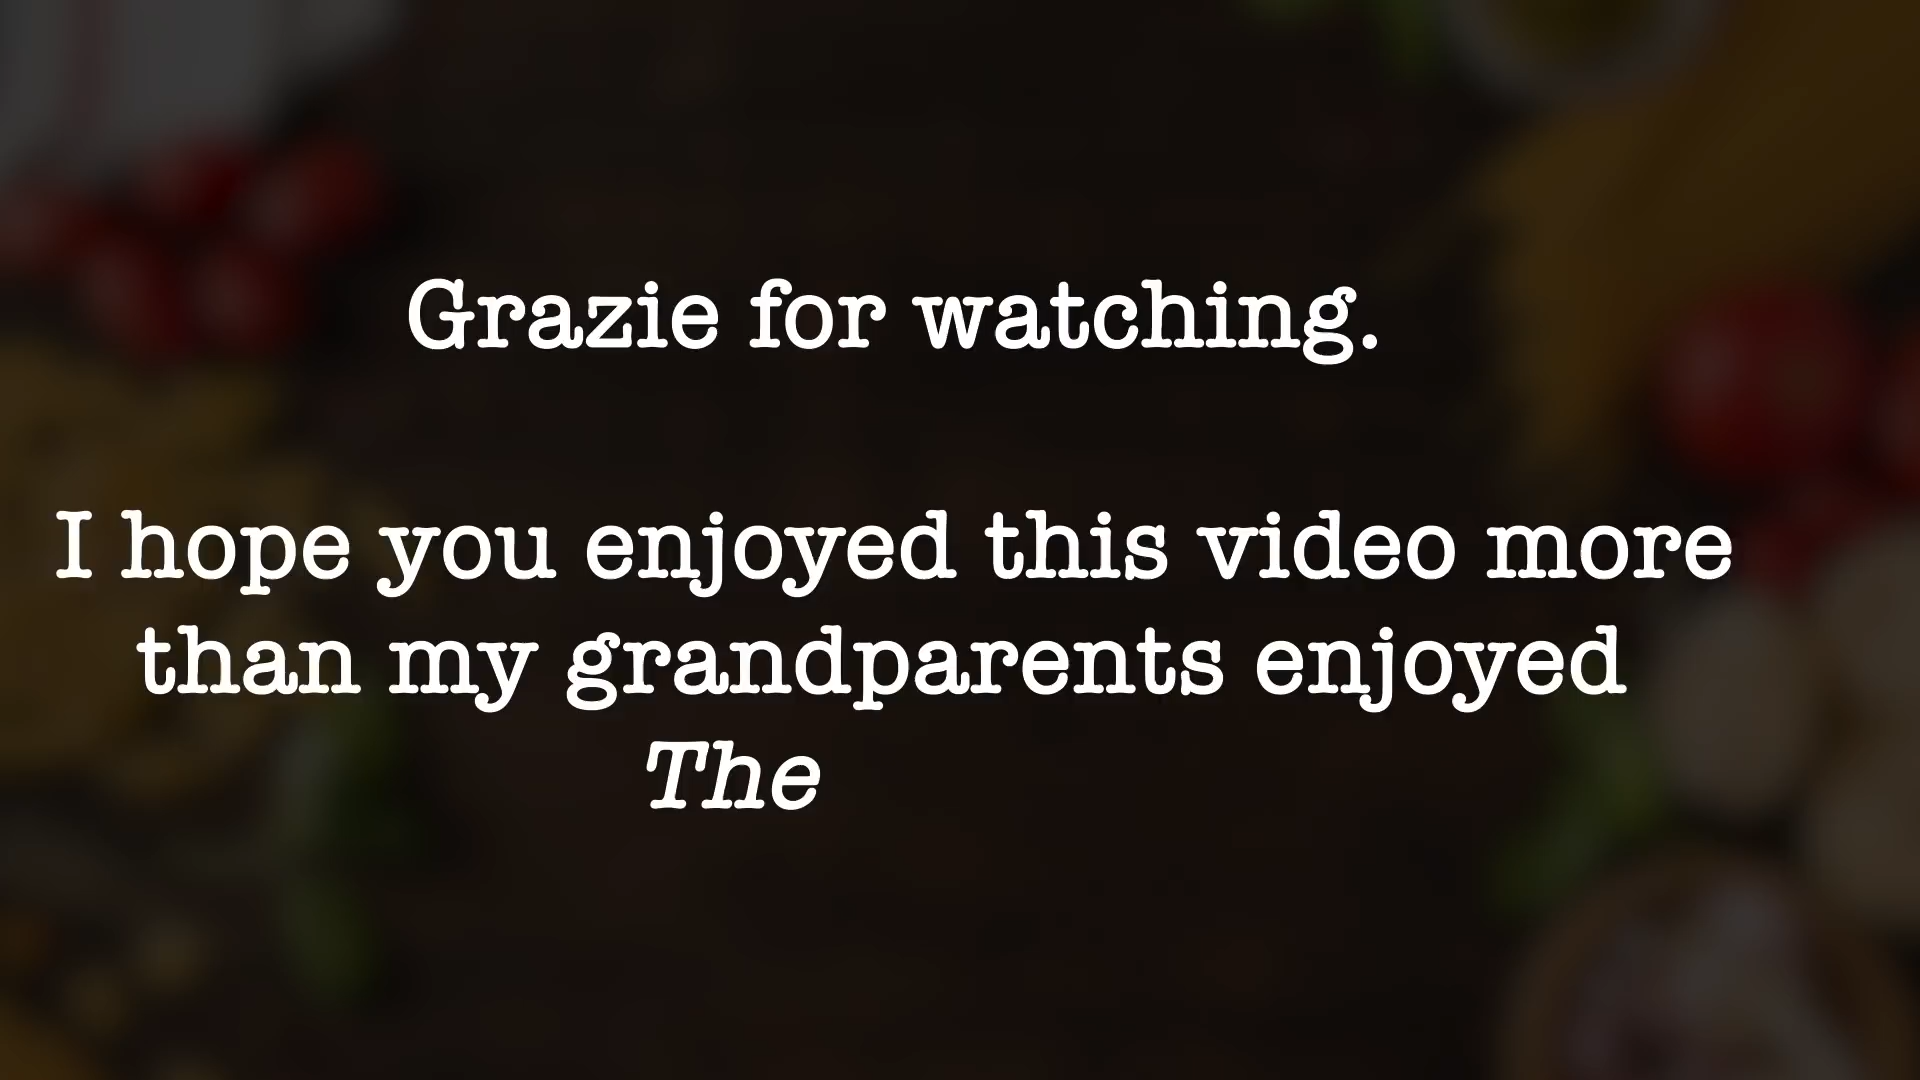 Grazie for watching.
I hope you enjoyed this video more
than my grandparents enjoyed
The